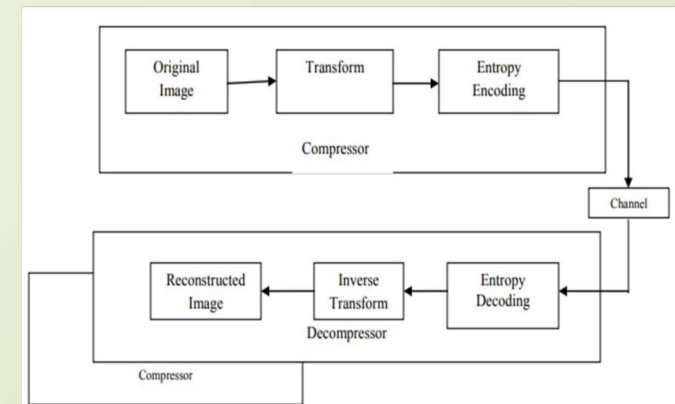 Original
Image
Transform
Entropy
Encoding
Compressor
Channel
Reconstructed
Image
Inverse
Transform
Entropy
Decoding
Decompressor
Compressor